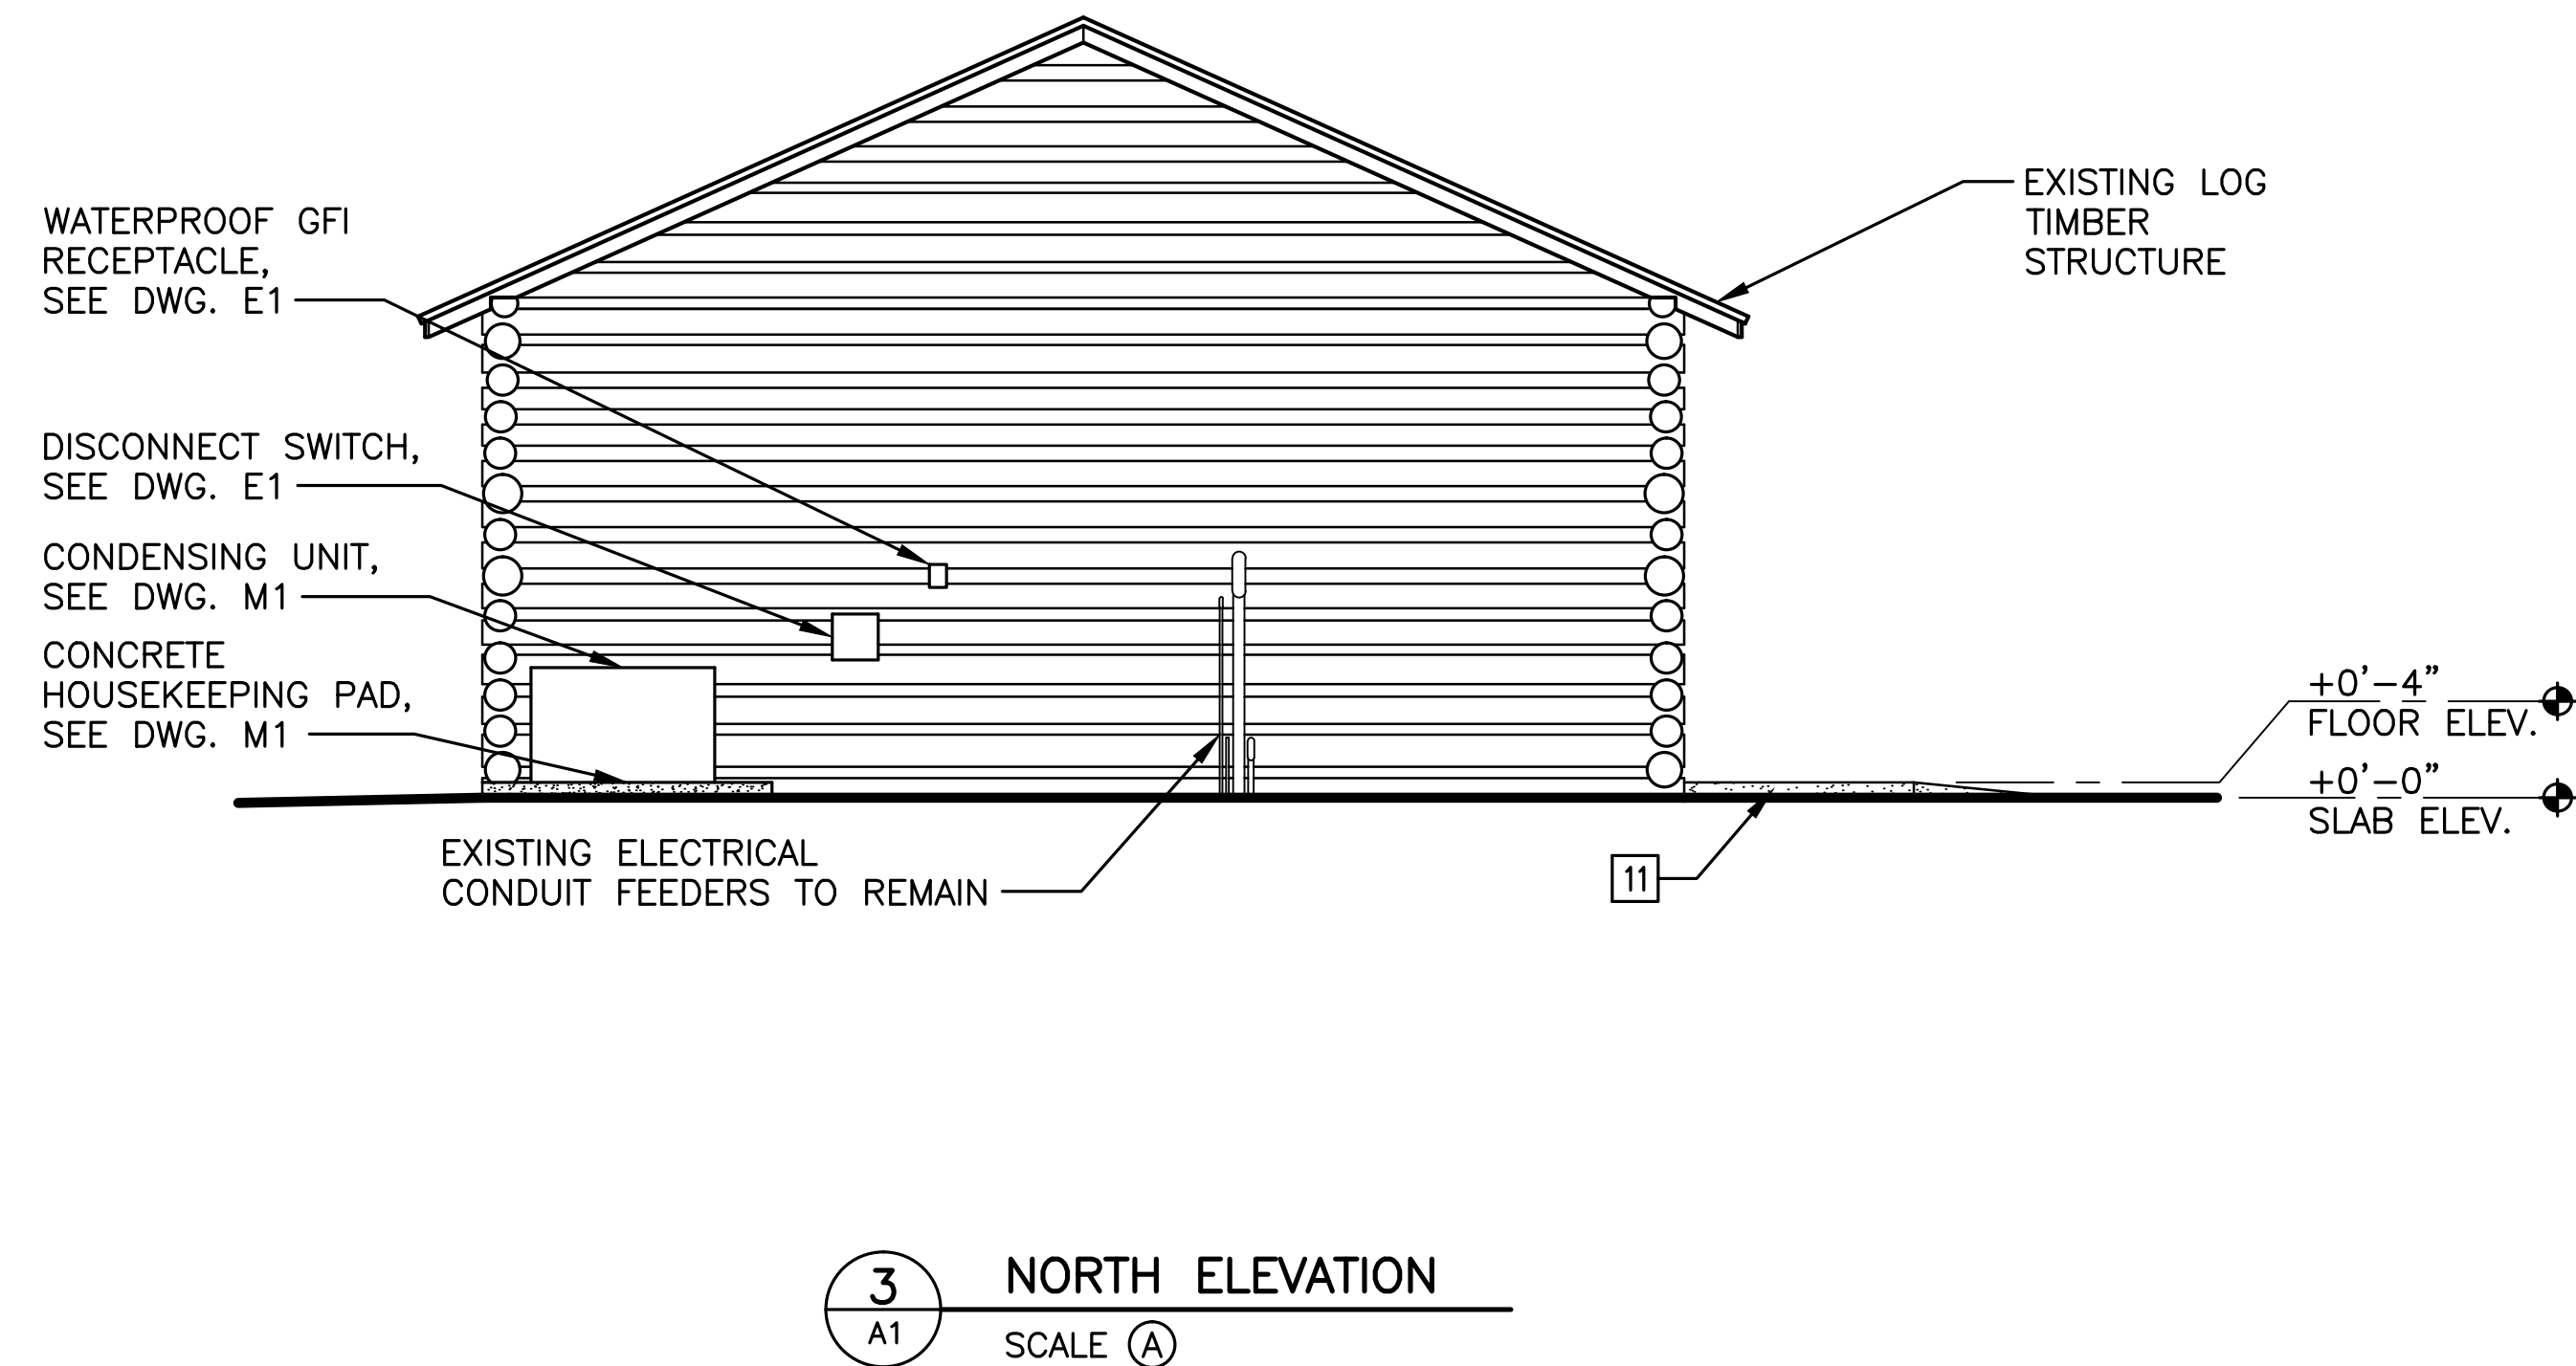 WATERPROOF GFI
RECEPTACLE,
SEE DWG. E1
DISCONNECT SWITCH,
SEE DWG. E1
CONDENSING UNIT,
SEE DWG. M1
CONCRETE
HOUSEKEEPING PAD,
SEE DWG. M1
EXISTING LOG
TIMBER
STRUCTURE
+0'-4"
FLOOR ELEV.
+0'-0"
SLAB ELEV.
EXISTING ELECTRICAL
CONDUIT FEEDERS TO REMAIN
11
3
A1
NORTH ELEVATION
SCALE A